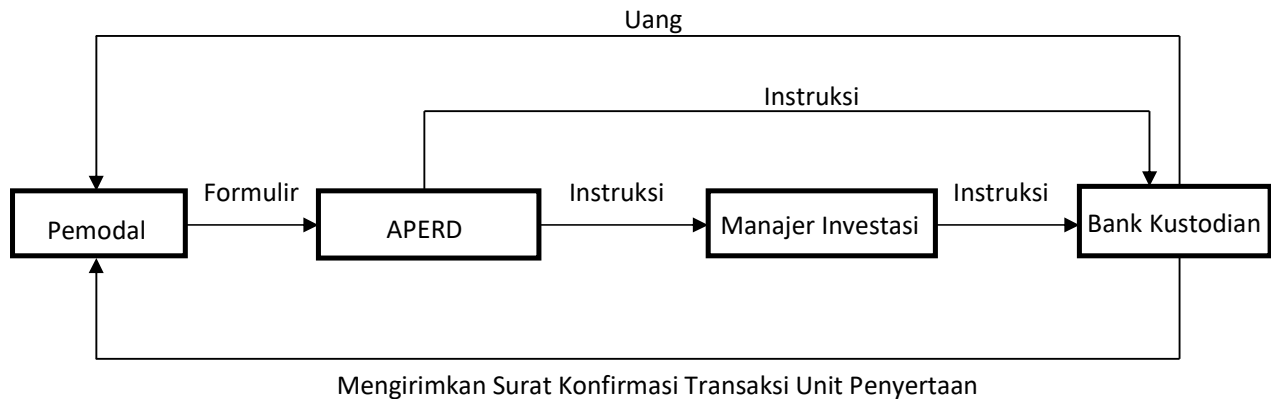 Uang
Instruksi
Formulir
Instruksi
Instruksi
Pemodal
APERD
Manajer Investasi
Bank Kustodian
Mengirimkan Surat Konfirmasi Transaksi Unit Penyertaan